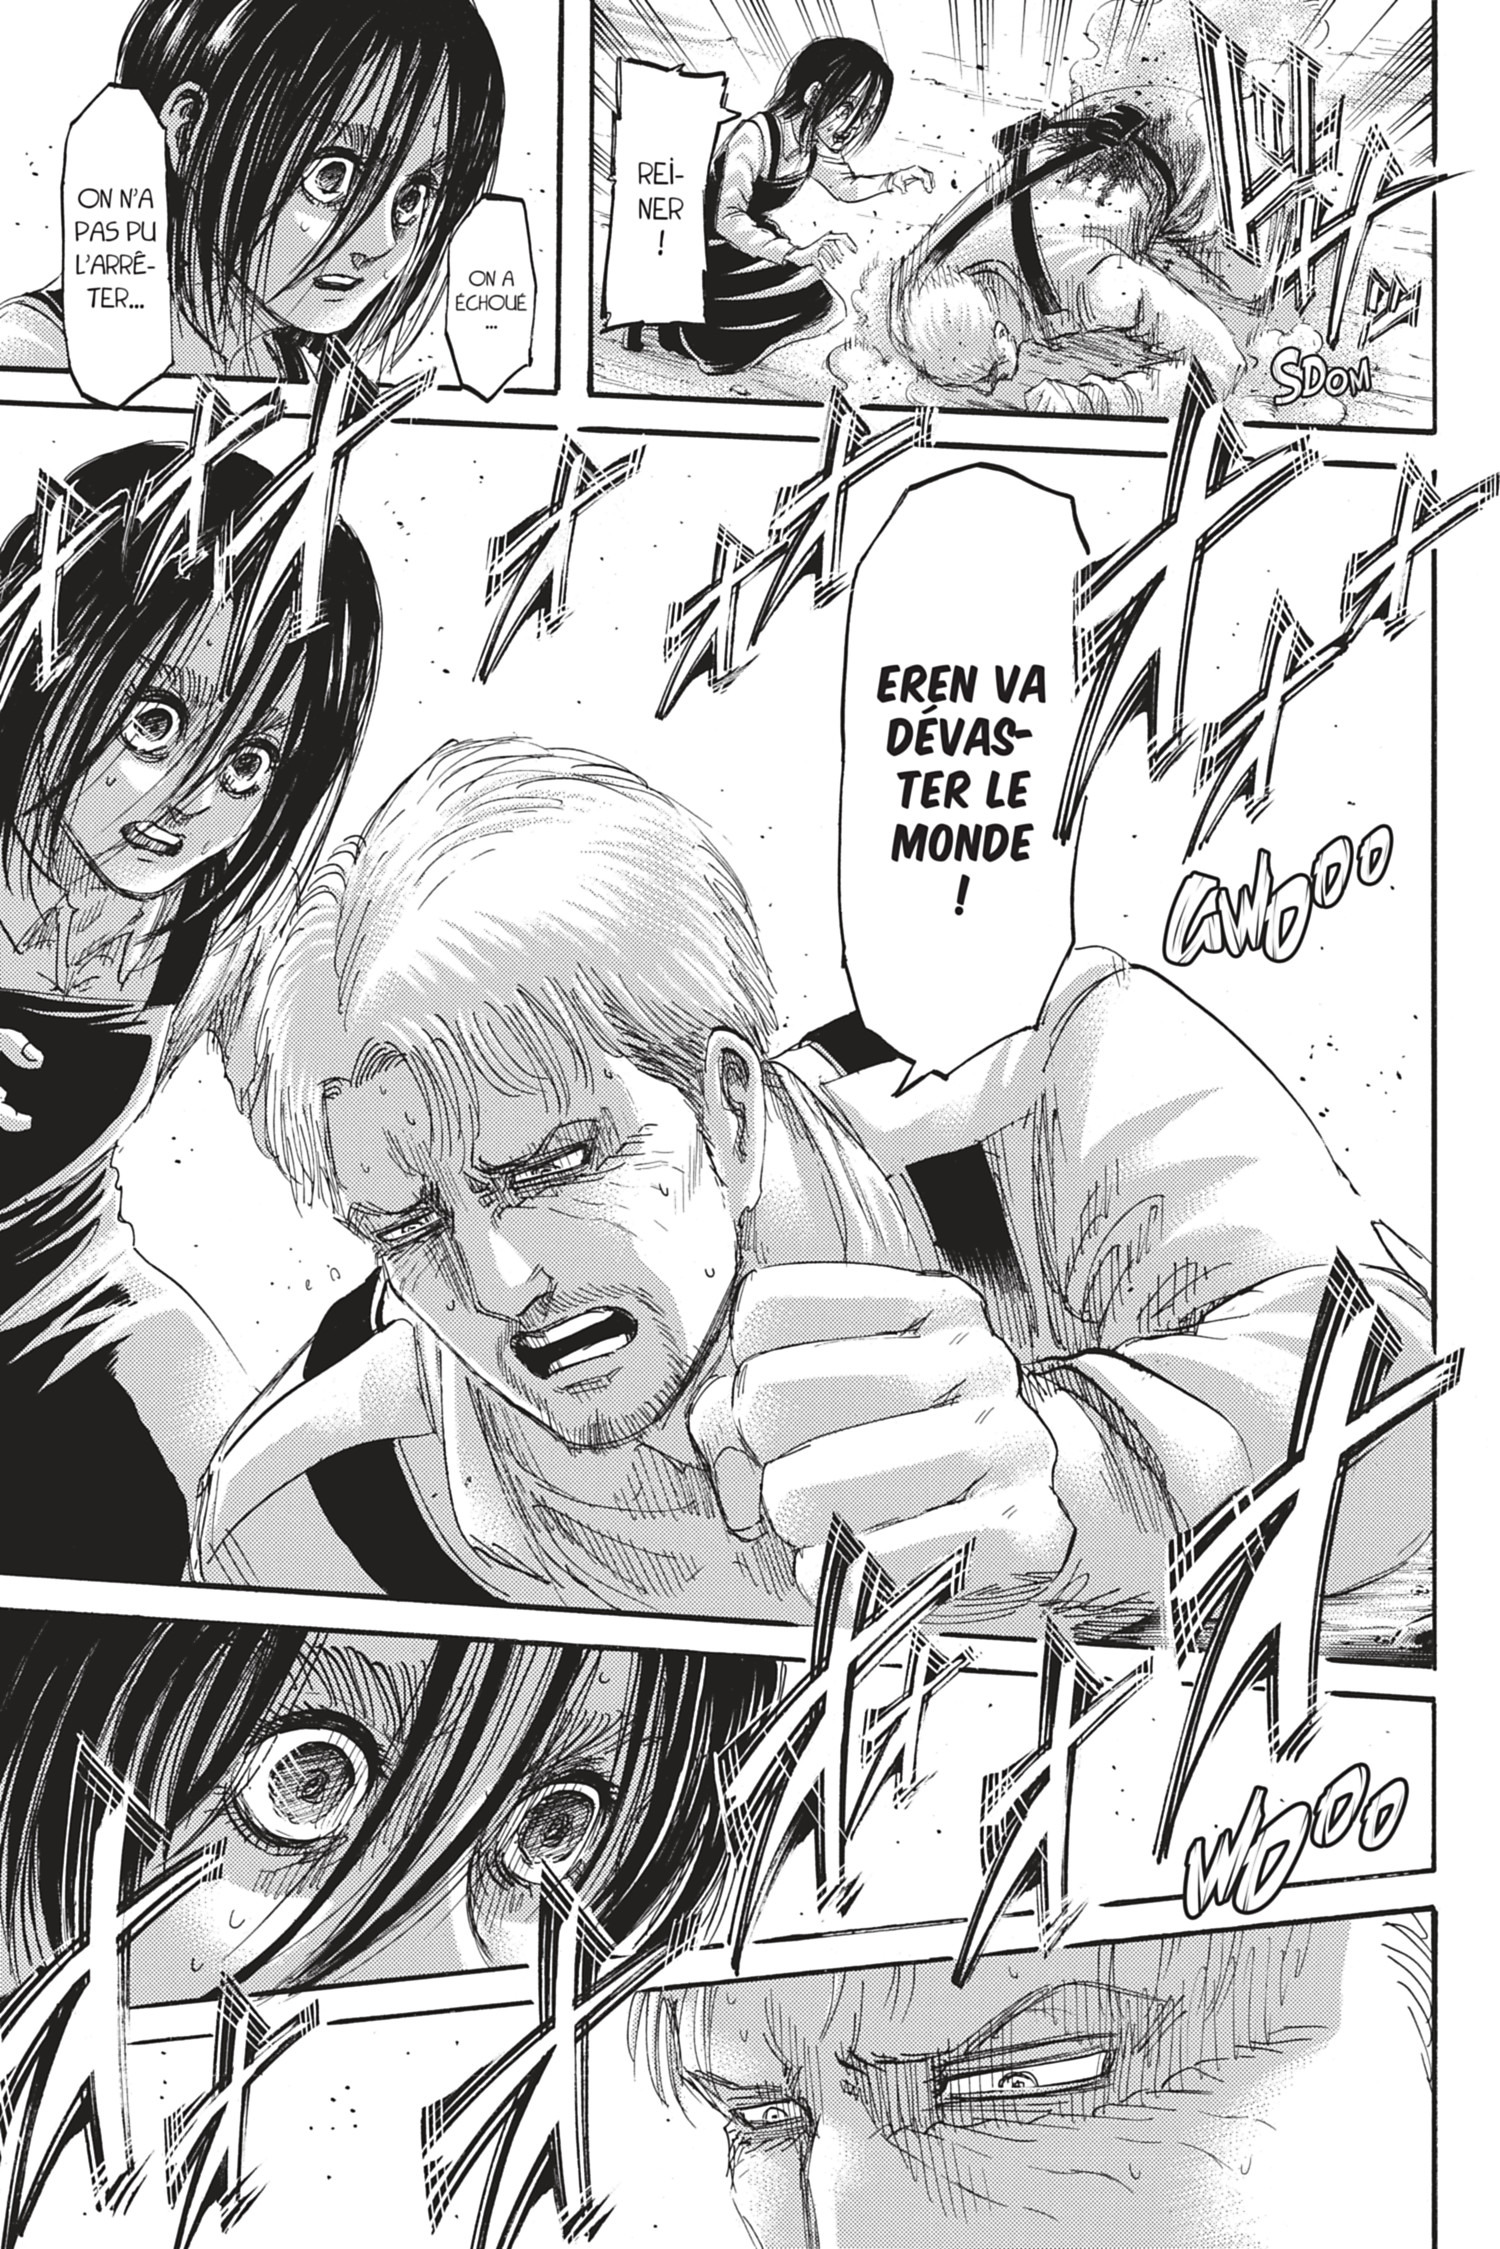 REI-
NER
!
SDOM
ON A
ÉCHOUÉ
...
ON N'A
PAS PU
L'ARRÊ-
TER...
EREN VA
DÉVAS-
TER LE
MONDE
!
GWOOO
WOOO